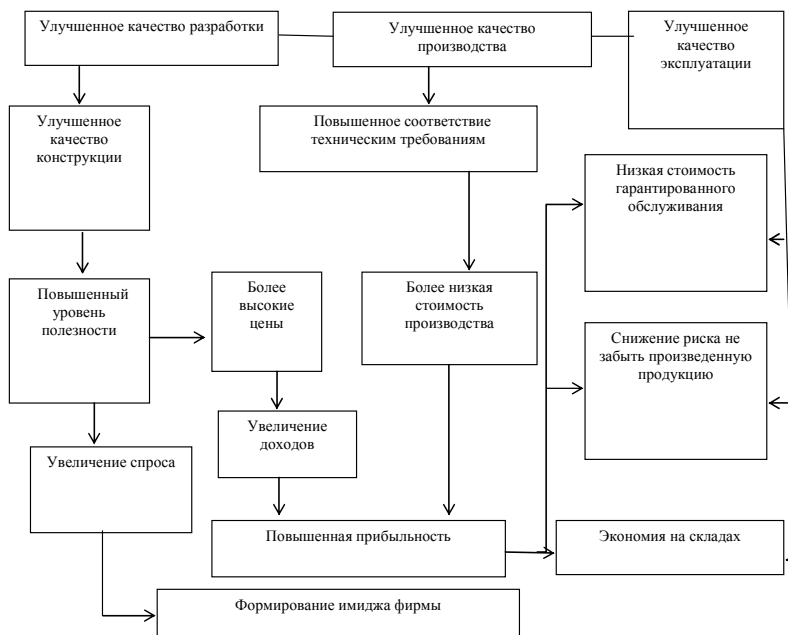 Улучшенное качество разработки
Улучшенное качество
производства
Улучшенное
качество
эксплуатации
Улучшенное
качество
конструкции
Повышенное соответствие
техническим требованиям
Низкая стоимость
гарантированного
обслуживания
Повышенный
уровень
полезности
Более
высокие
цены
Более низкая
стоимость
производства
Снижение риска не
забыть произведенную
продукцию
Увеличение
доходов
Увеличение спроса
Повышенная прибыльность
Экономия на складах
Формирование имиджа фирмы